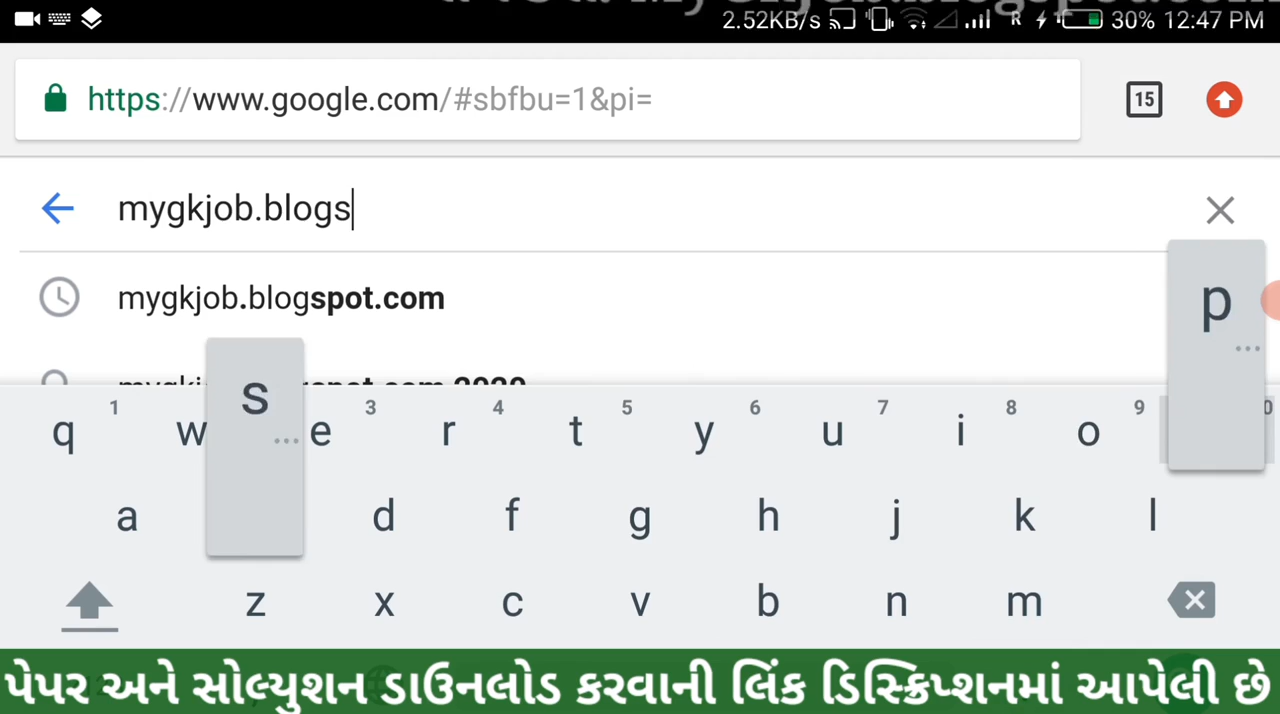 2.52KB/s R 30% 12:47 PM
https://www.google.com/#sbfbu=1&pi= 15
mygkjob.blogs
mygkjob.blogspot.com
q 1 w e 3 r 4 t 5 y 6 u 7 i 8 o 9 p 0
a s d f g h j k l
z x c v b n m
પેપર અને સોલ્યુશન ડાઉનલોડ કરવાની લિંક ડિસ્ક્રિપ્શનમાં આપેલી છે